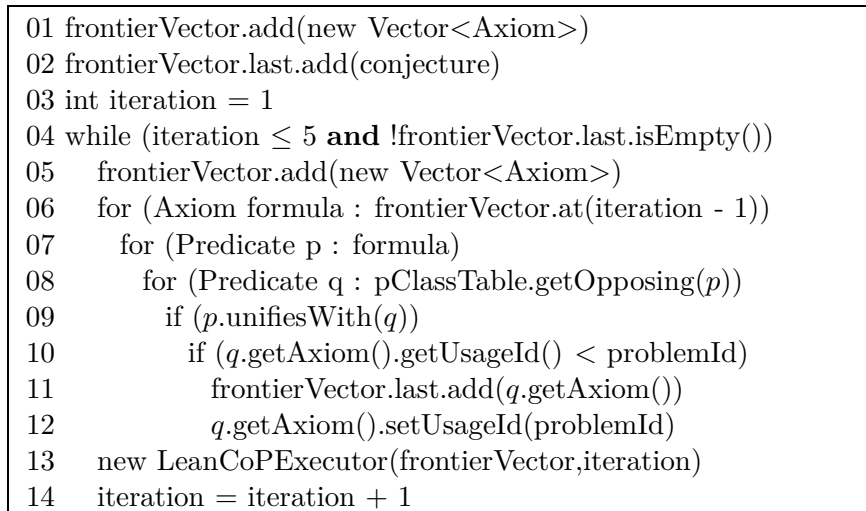 01 frontierVector.add(new Vector<Axiom>)
02 frontierVector.last.add(conjecture)
03 int iteration = 1
04 while (iteration ≤ 5 and !frontierVector.last.isEmpty())
05 frontierVector.add(new Vector<Axiom>)
06 for (Axiom formula : frontierVector.at(iteration - 1))
07 for (Predicate p : formula)
08 for (Predicate q : pClassTable.getOpposing(p))
09 if (p.unifiesWith(q))
10 if (q.getAxiom().getUsageId() < problemId)
11 frontierVector.last.add(q.getAxiom())
12 q.getAxiom().setUsageId(problemId)
13 new LeanCoPExecutor(frontierVector,iteration)
14 iteration = iteration + 1